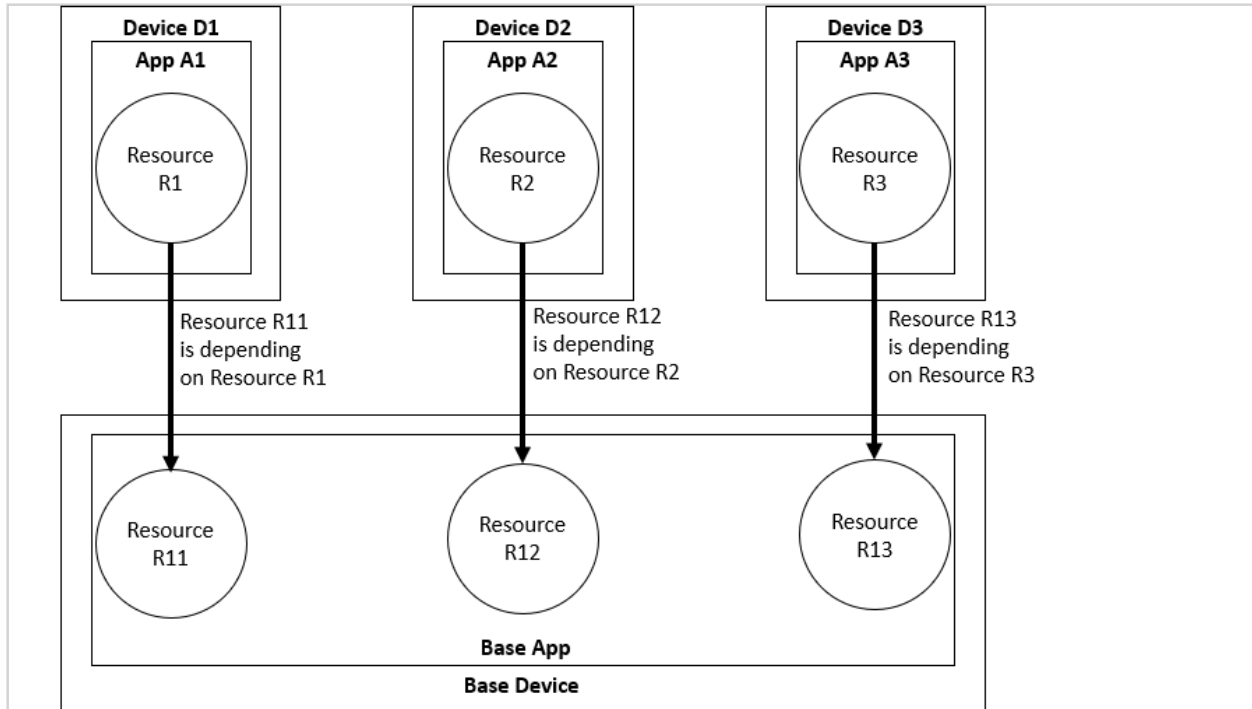 Device D1
App A1
Resource
R1
Device D2
App A2
Resource
R2
Device D3
App A3
Resource
R3
Resource R11
is depending
on Resource R1
Resource R12
is depending
on Resource R2
Resource R13
is depending
on Resource R3
Resource
R11
Resource
R12
Resource
R13
Base App
Base Device